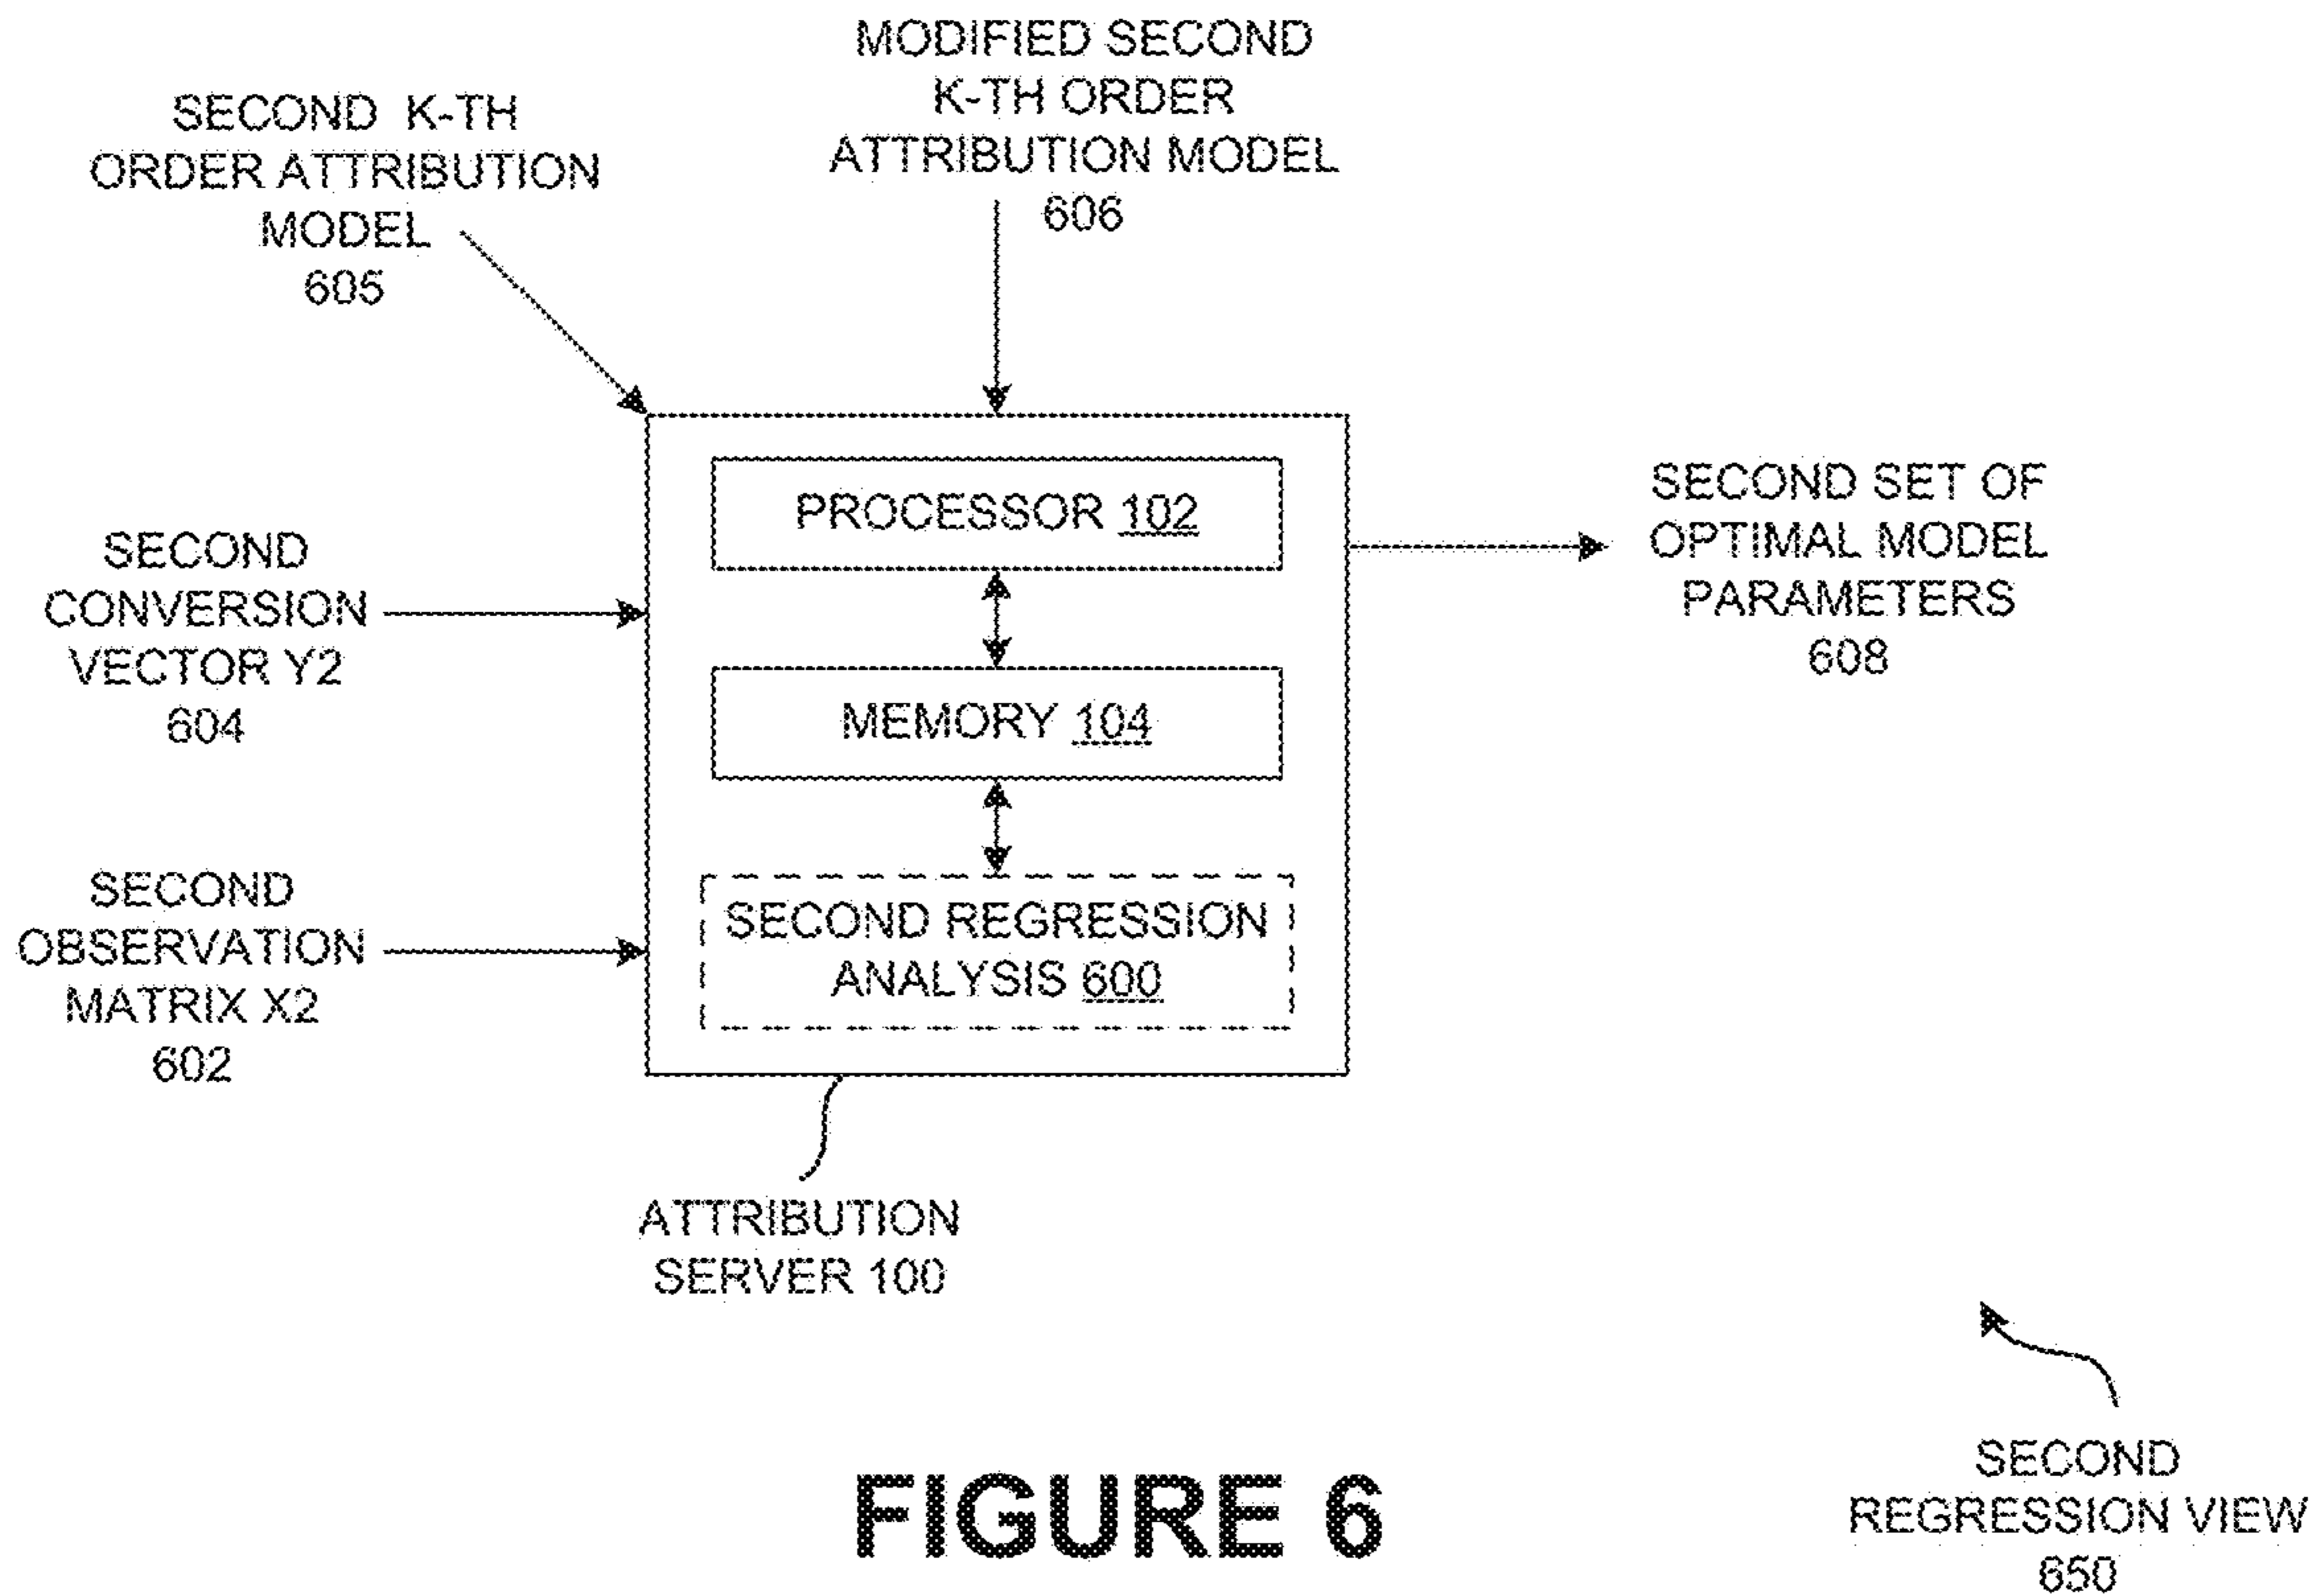 MODIFIED SECOND
K-TH ORDER
ATTRIBUTION MODEL
606
SECOND K-TH
ORDER ATTRIBUTION
MODEL
605
PROCESSOR 102
SECOND SET OF
OPTIMAL MODEL
PARAMETERS
608
SECOND
CONVERSION
VECTOR Y2
604
MEMORY 104
SECOND
OBSERVATION
MATRIX X2
602
SECOND REGRESSION
ANALYSIS 600
ATTRIBUTION
SERVER 100
SECOND
REGRESSION VIEW
650
FIGURE 6